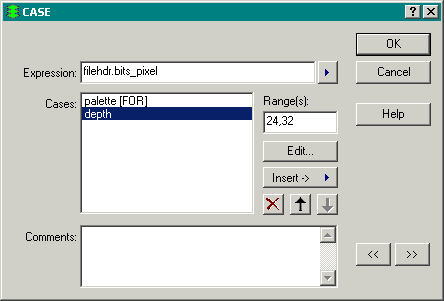 CASE
OK
Expression: filehdr.bits_pixel
Cancel
Cases: palette [FOR]
depth
Range(s):
24,32
Help
Edit...
Insert ->
Comments:
<< >>